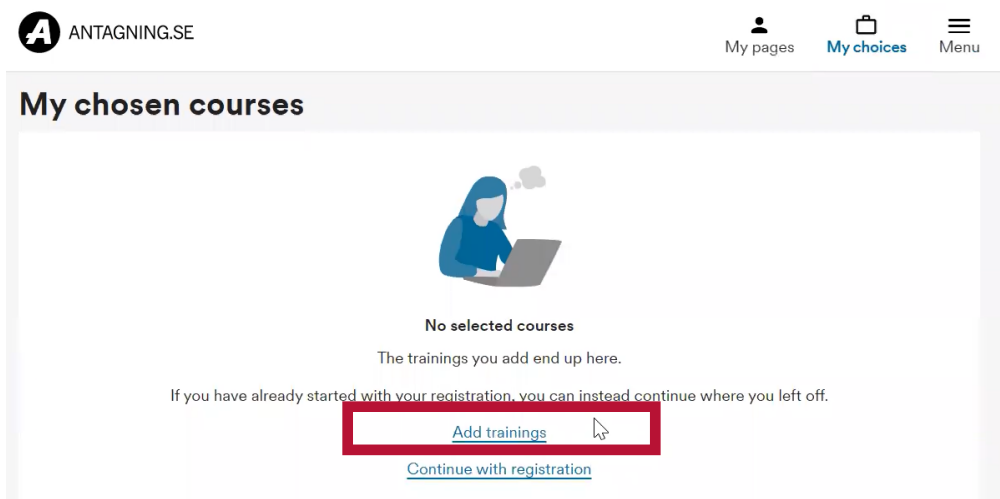 ANTAGNING.SE
My pages
My choices
Menu
My chosen courses
No selected courses
The trainings you add end up here.
If you have already started with your registration, you can instead continue where you left off.
Add trainings
Continue with registration